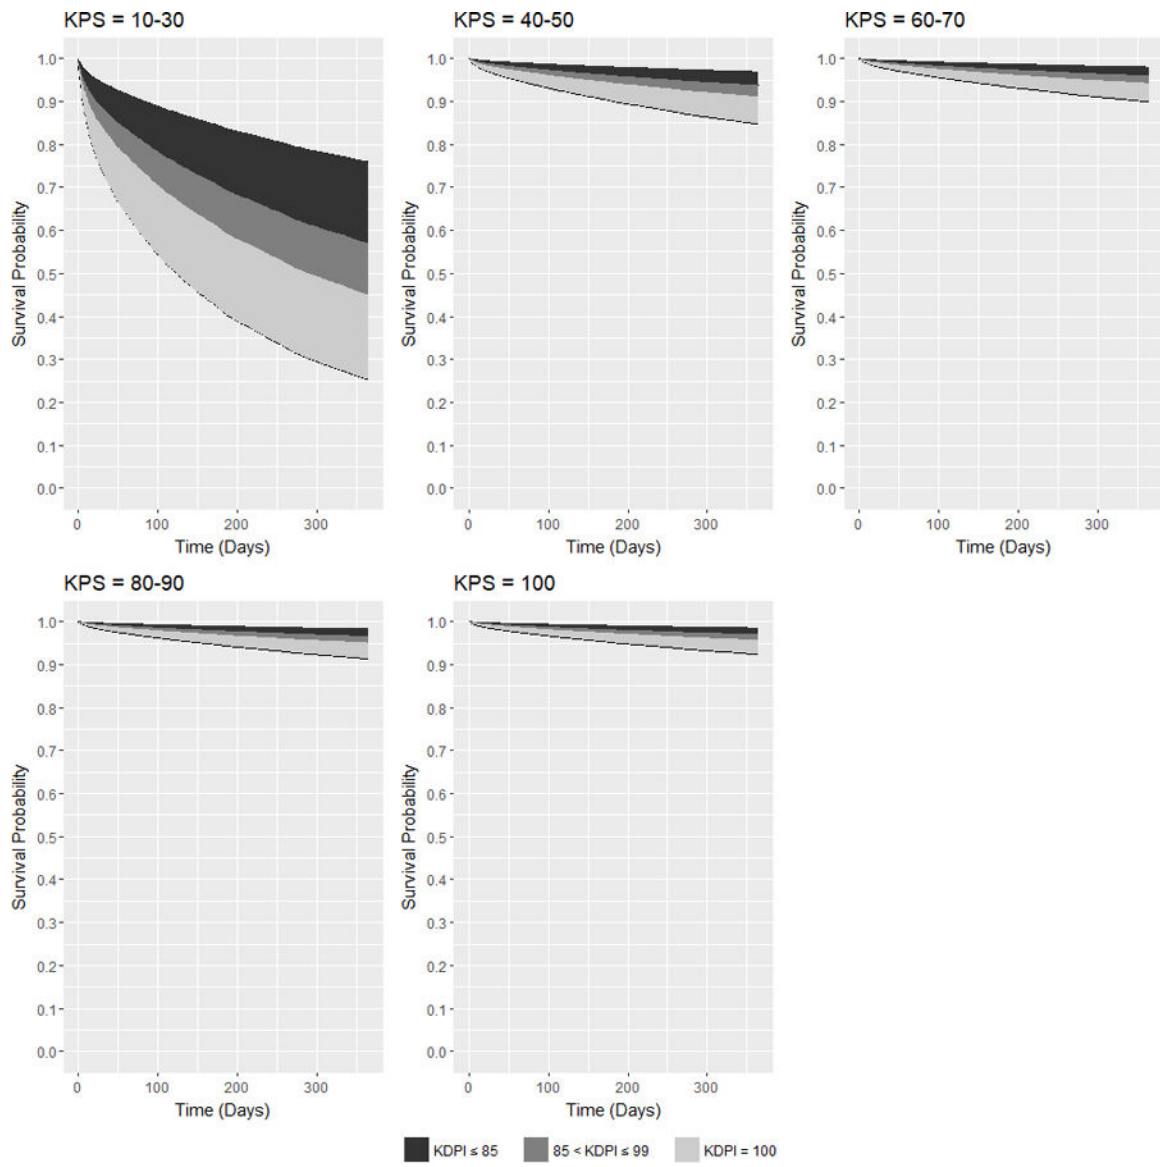 KPS = 10-30
KPS = 40-50
KPS = 60-70
Survival Probability
1.0
0.9
0.8
0.7
0.6
0.5
0.4
0.3
0.2
0.1
0.0
0 100 200 300
Time (Days)
Survival Probability
1.0
0.9
0.8
0.7
0.6
0.5
0.4
0.3
0.2
0.1
0.0
0 100 200 300
Time (Days)
Survival Probability
1.0
0.9
0.8
0.7
0.6
0.5
0.4
0.3
0.2
0.1
0.0
0 100 200 300
Time (Days)
KPS = 80-90
KPS = 100
Survival Probability
1.0
0.9
0.8
0.7
0.6
0.5
0.4
0.3
0.2
0.1
0.0
0 100 200 300
Time (Days)
Survival Probability
1.0
0.9
0.8
0.7
0.6
0.5
0.4
0.3
0.2
0.1
0.0
0 100 200 300
Time (Days)
KDPI ≤ 85 85 < KDPI ≤ 99 KDPI = 100